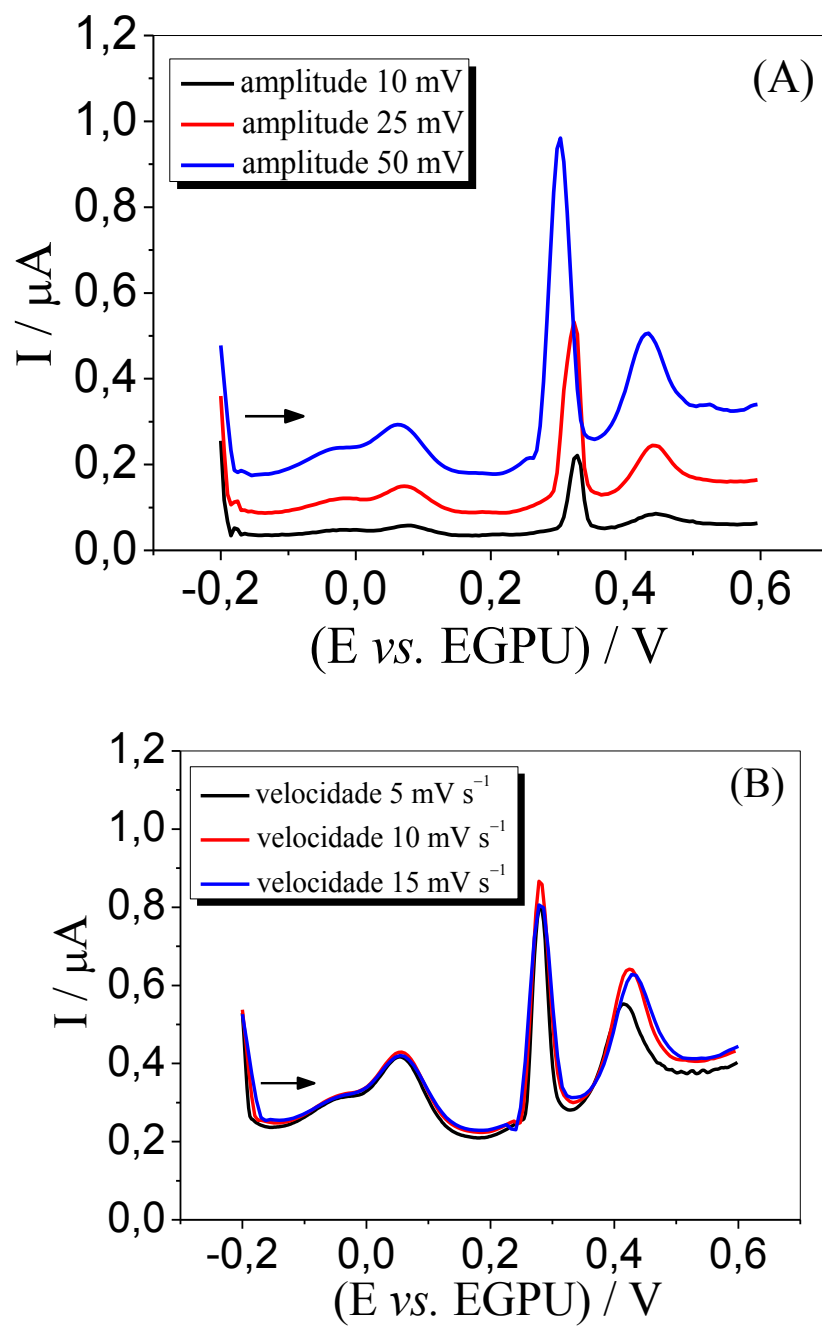 1,2
1,0
0,8
0,6
0,4
0,2
0,0
I / μA
amplitude 10 mV
amplitude 25 mV
amplitude 50 mV
(A)
-0,2 0,0 0,2 0,4 0,6
(E vs. EGPU) / V
1,2
1,0
0,8
0,6
0,4
0,2
0,0
I / μA
velocidade 5 mV s⁻¹
velocidade 10 mV s⁻¹
velocidade 15 mV s⁻¹
(B)
-0,2 0,0 0,2 0,4 0,6
(E vs. EGPU) / V